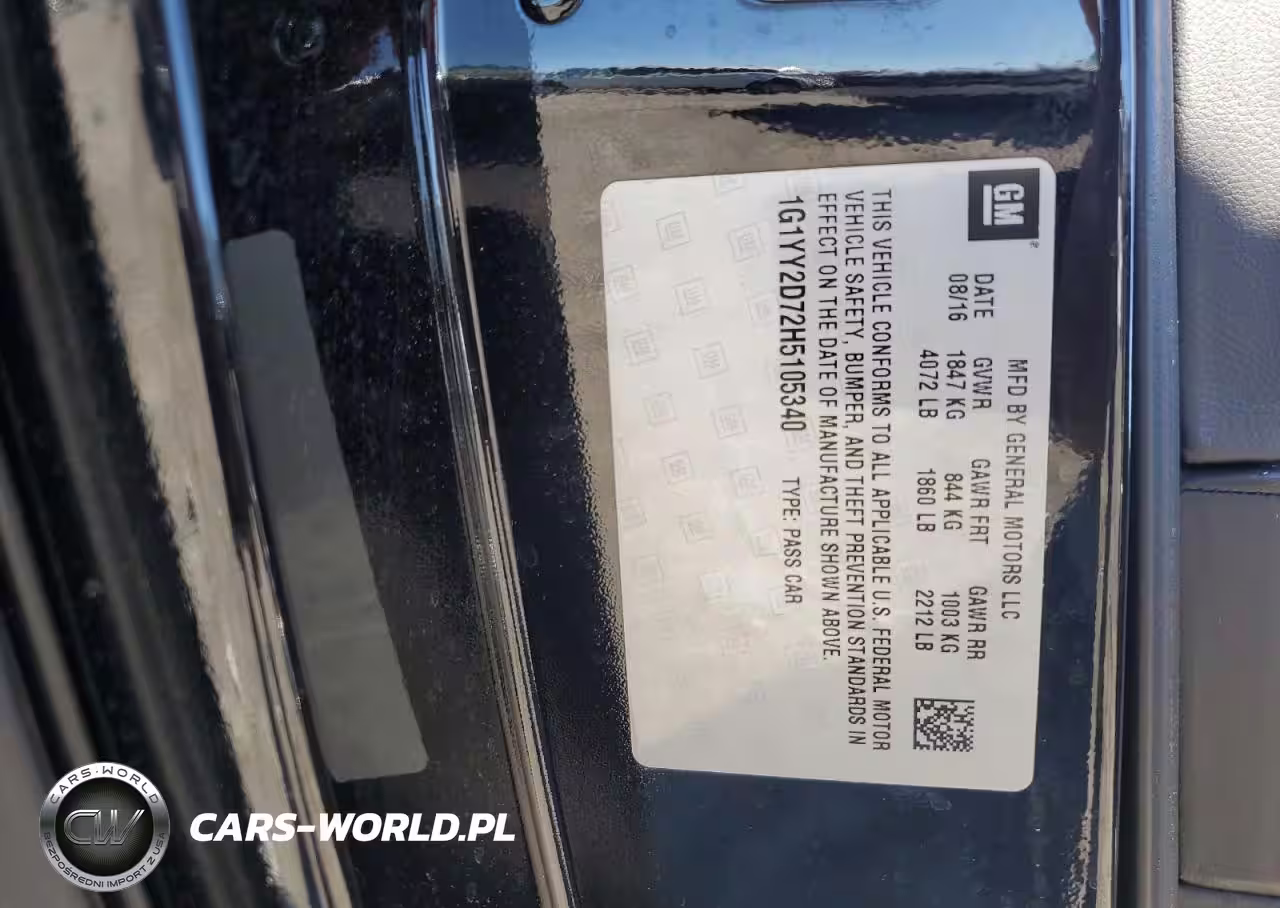 GM
MFD BY GENERAL MOTORS LLC
DATE GVWR GAWR FRT GAWR RR
08/16 1847 KG 844 KG 1003 KG
4072 LB 1860 LB 2212 LB
THIS VEHICLE CONFORMS TO ALL APPLICABLE U.S. FEDERAL MOTOR
VEHICLE SAFETY, BUMPER, AND THEFT PREVENTION STANDARDS IN
EFFECT ON THE DATE OF MANUFACTURE SHOWN ABOVE.
1G1YY2D72H5105340 TYPE: PASS CAR
CARS-WORLD
CW
BEZPOŚREDNI IMPORT Z USA
CARS-WORLD.PL